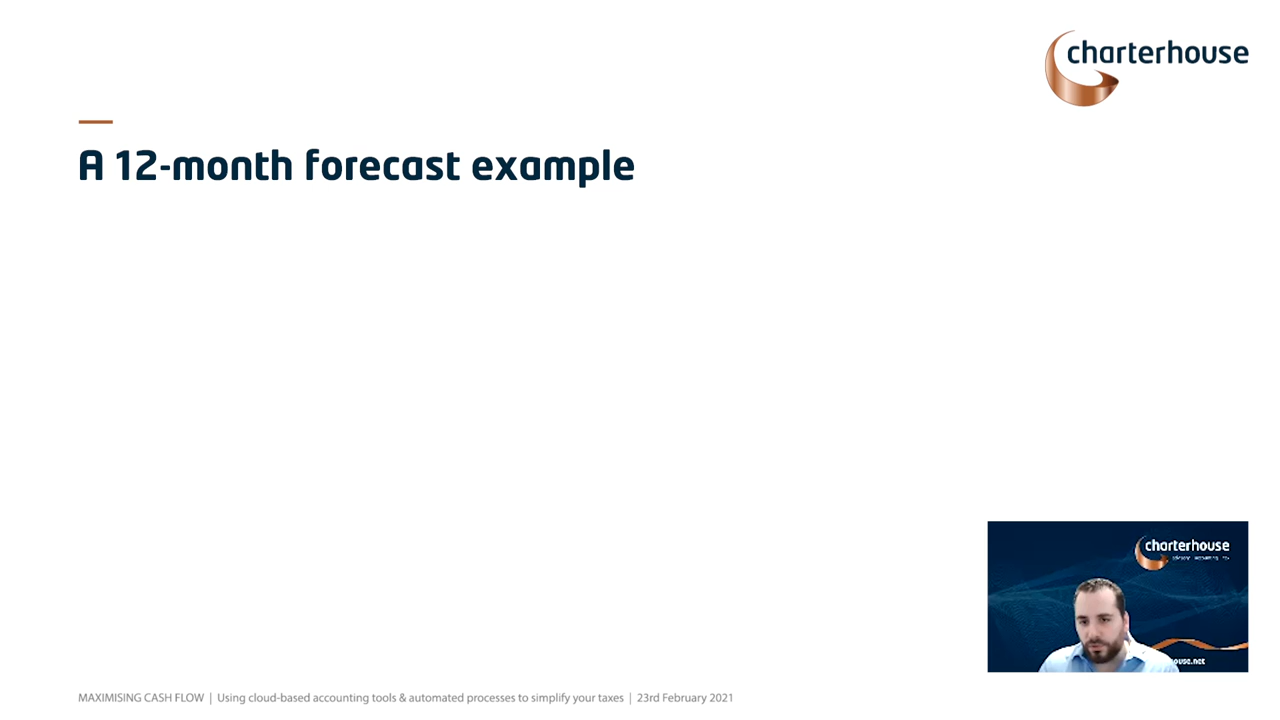 charterhouse
A 12-month forecast example
charterhouse
ouse.net
MAXIMISING CASH FLOW | Using cloud-based accounting tools & automated processes to simplify your taxes | 23rd February 2021